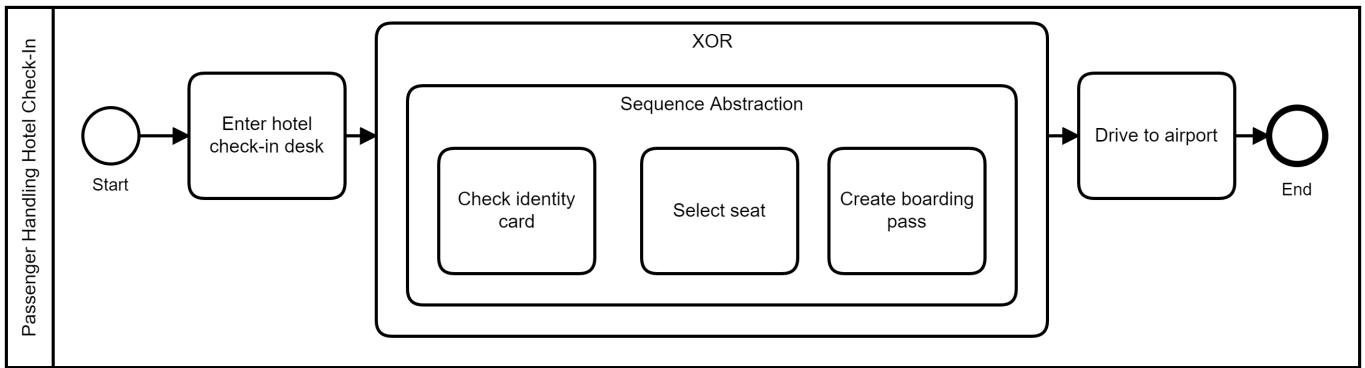 Passenger Handling Hotel Check-In
Start
Enter hotel
check-in desk
XOR
Sequence Abstraction
Check identity
card
Select seat
Create boarding
pass
Drive to airport
End